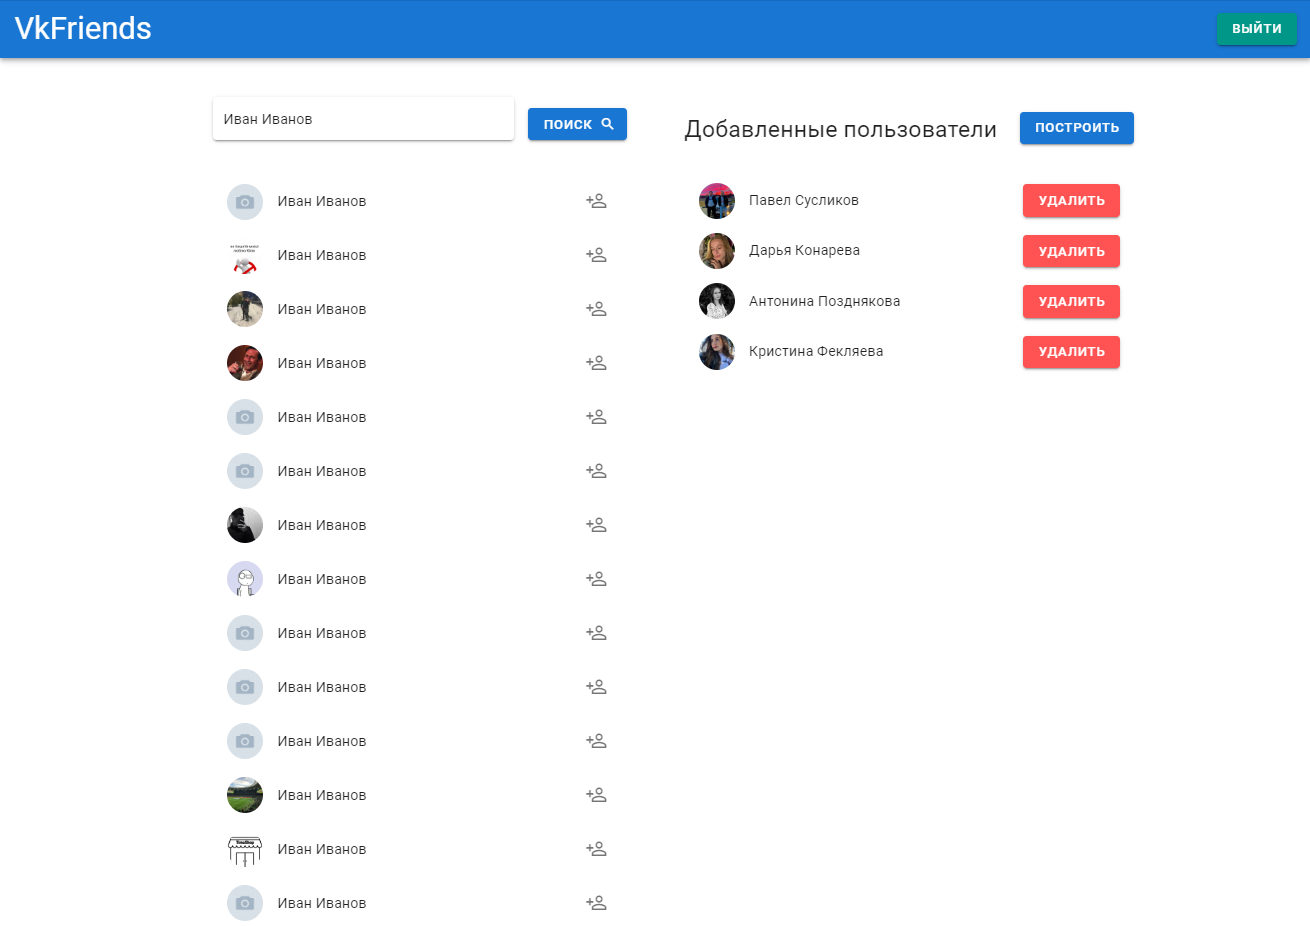 VkFriends
ВЫЙТИ
Иван Иванов
ПОИСК
Иван Иванов
Иван Иванов
Иван Иванов
Иван Иванов
Иван Иванов
Иван Иванов
Иван Иванов
Иван Иванов
Иван Иванов
Иван Иванов
Иван Иванов
Иван Иванов
Иван Иванов
Иван Иванов
Добавленные пользователи
ПОСТРОИТЬ
Павел Сусликов
УДАЛИТЬ
Дарья Конарева
УДАЛИТЬ
Антонина Позднякова
УДАЛИТЬ
Кристина Фекляева
УДАЛИТЬ